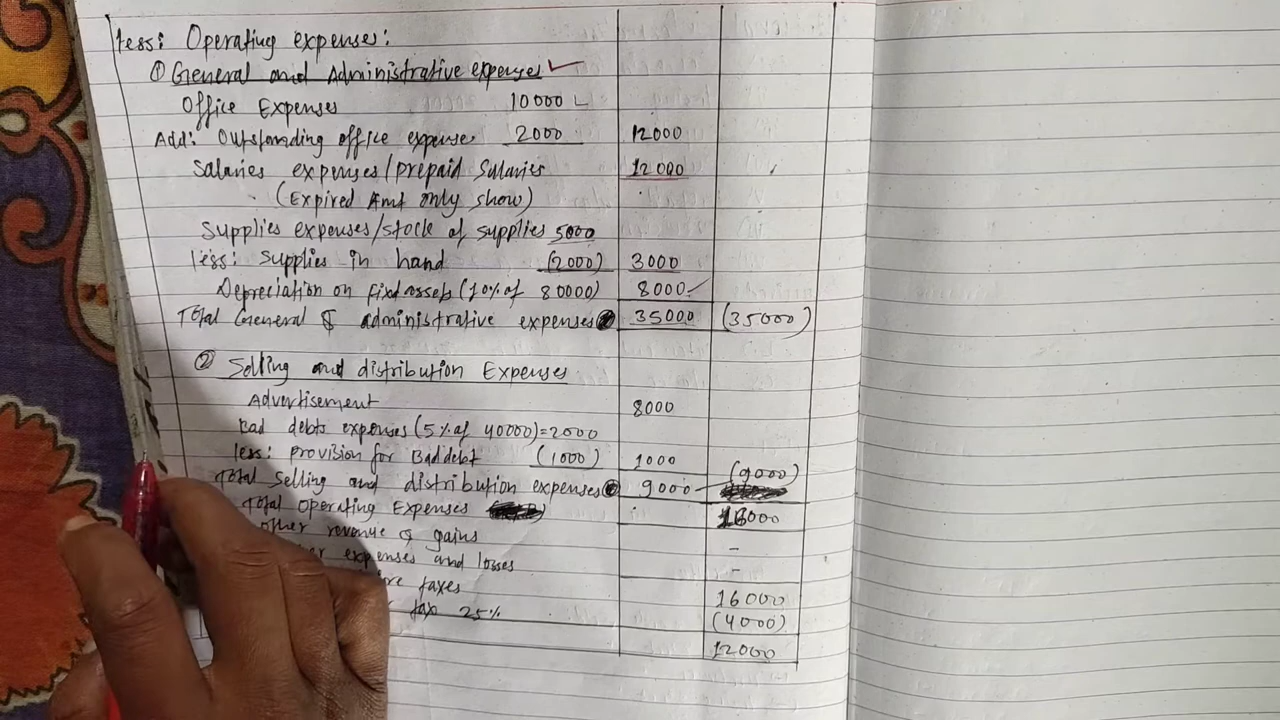 Less: Operating expense:
① General and Administrative expenses ✓
Office Expenses 10000
Add: Outstanding office expense 2000 12000
Salaries expenses/prepaid Salaries 12000
(Expired Amt only show)
Supplies expenses/stock of supplies 5000
less: Supplies in hand (2000) 3000
Depreciation on Fixd assets (10% of 80000) 8000
Total General & administrative expenses 35000 (35000)
② Selling and distribution Expenses
Advertisement 8000
Bad debts expenses (5% of 40000)=2000
less: provision for Bad debt (1000) 1000
Total Selling and distribution expenses 9000 (9000)
Total Operating Expenses 16000
other revenue & gains -
expenses and losses -
taxes 16000
tax 25% (4000)
12000